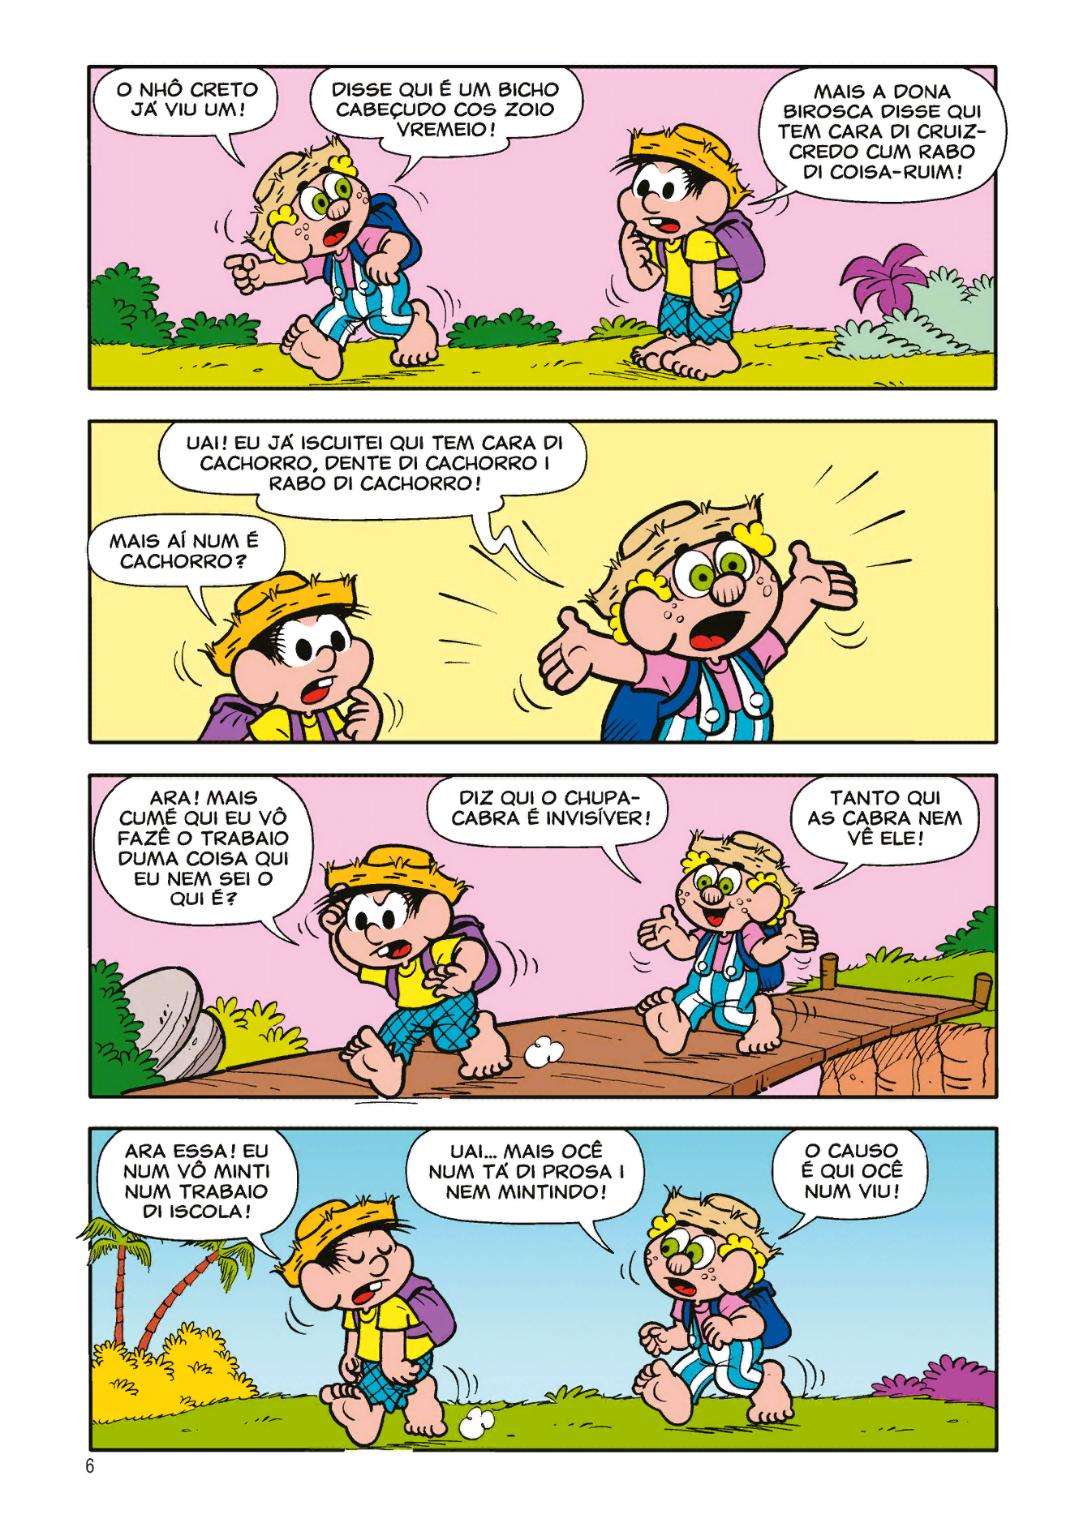 O NHÔ CRETO
JÁ VIU UM!
DISSE QUI É UM BICHO
CABEÇUDO COS ZOIO
VREMEIO!
MAIS A DONA
BIROSCA DISSE QUI
TEM CARA DI CRUIZ-
CREDO CUM RABO
DI COISA-RUIM!
UAI! EU JÁ ISCUITEI QUI TEM CARA DI
CACHORRO, DENTE DI CACHORRO I
RABO DI CACHORRO!
MAIS AÍ NUM É
CACHORRO?
ARA! MAIS
CUMÉ QUI EU VÔ
FAZÊ O TRABAIO
DUMA COISA QUI
EU NEM SEI O
QUI É?
DIZ QUI O CHUPA-
CABRA É INVISÍVER!
TANTO QUI
AS CABRA NEM
VÊ ELE!
ARA ESSA! EU
NUM VÔ MINTI
NUM TRABAIO
DI ISCOLA!
UAI... MAIS OCÊ
NUM TÁ DI PROSA I
NEM MINTINDO!
O CAUSO
É QUI OCÊ
NUM VIU!
6